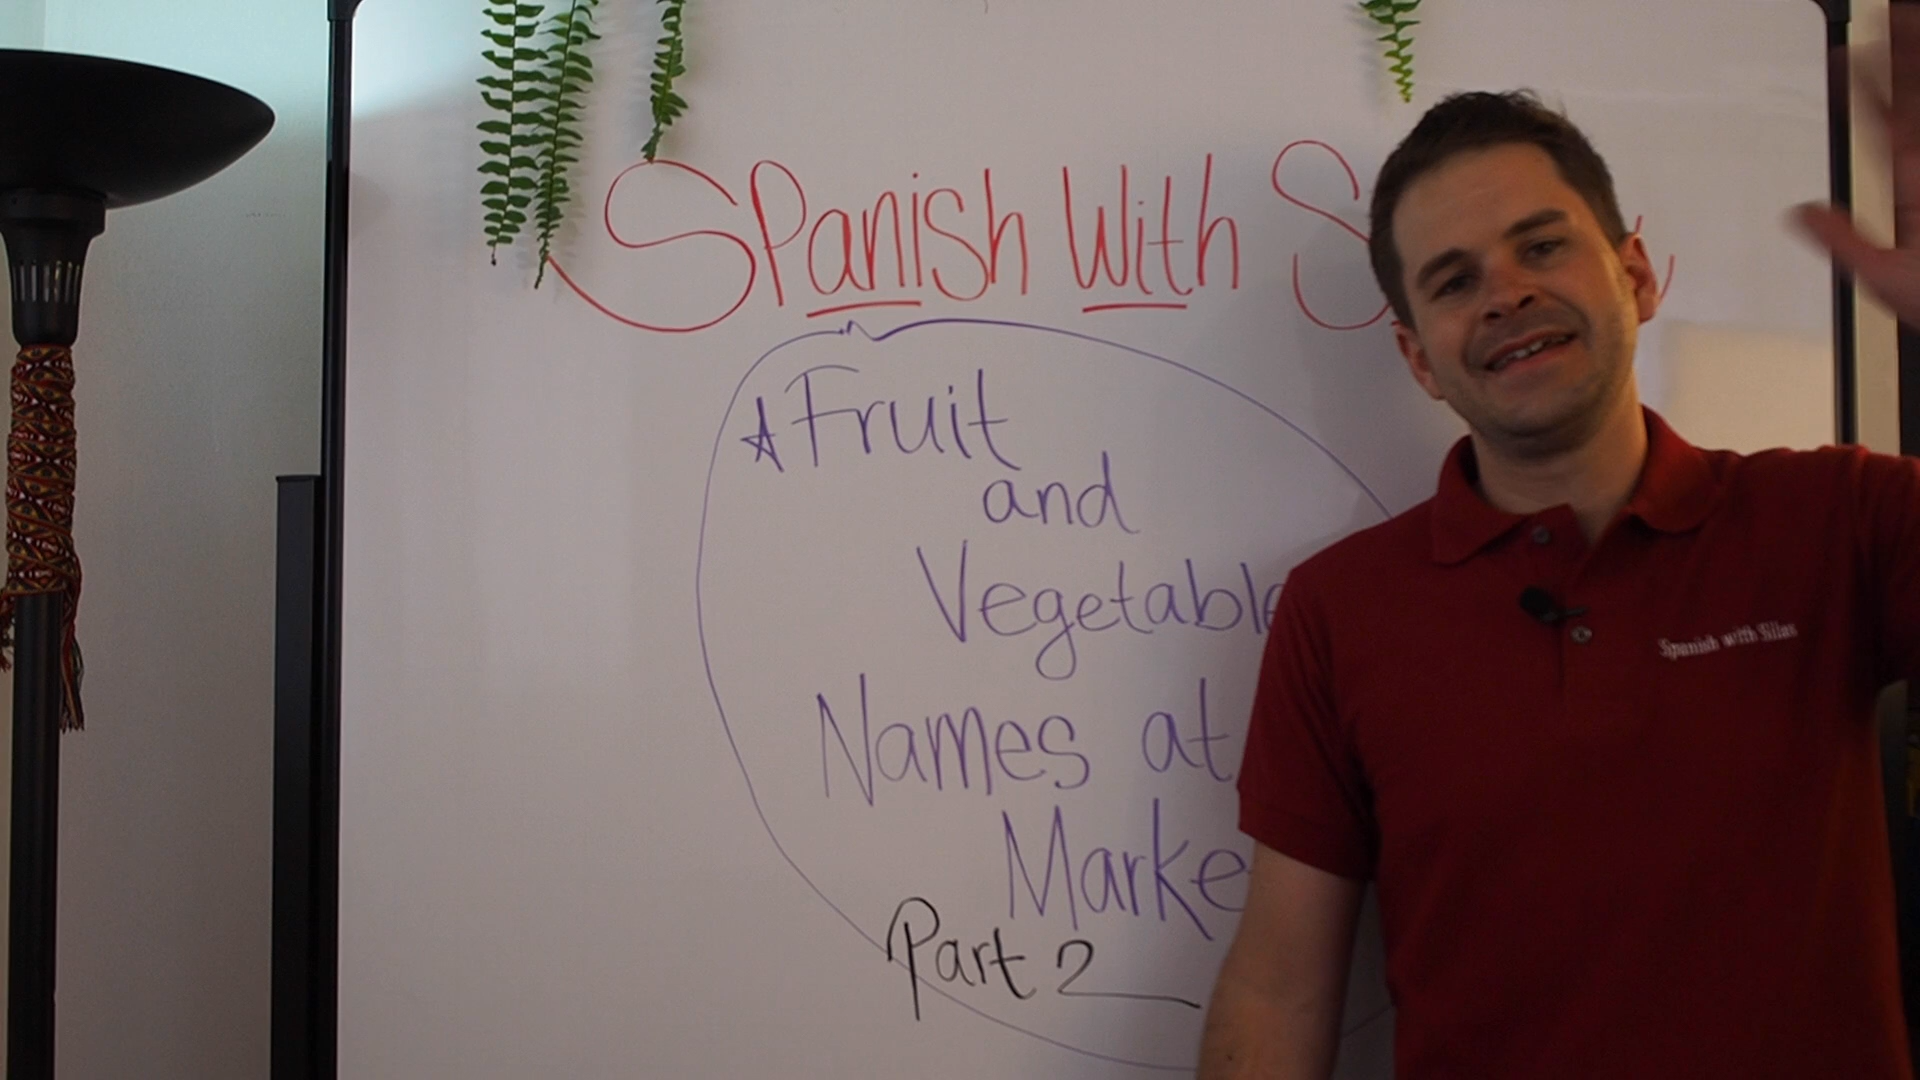 Spanish With S
Fruit
and
Vegetable
Names at
Marke
Part 2
Spanish with Silas